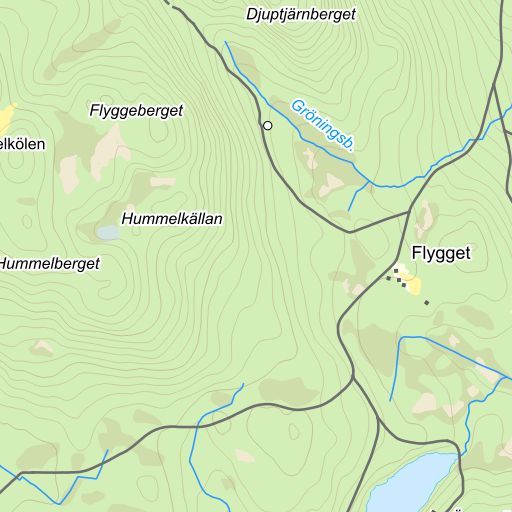 Djuptjärnberget
Flyggeberget
Gröningsb.
elkölen
Hummelkällan
Flygget
Hummelberget